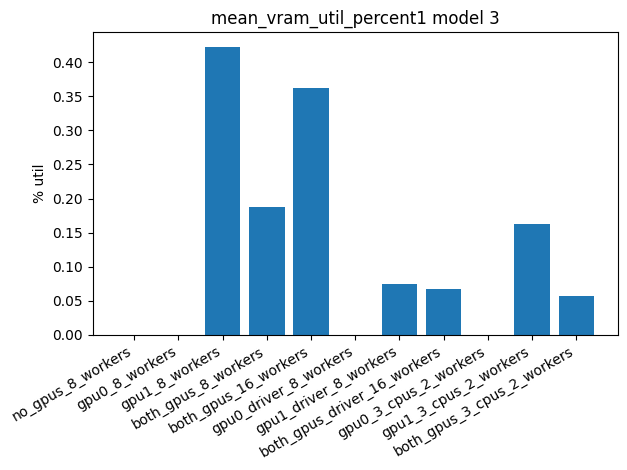 mean_vram_util_percent1 model 3
% util
0.40
0.35
0.30
0.25
0.20
0.15
0.10
0.05
0.00
no_gpus_8_workers
gpu0_8_workers
gpu1_8_workers
both_gpus_8_workers
both_gpus_16_workers
gpu0_driver_8_workers
gpu1_driver_8_workers
both_gpus_driver_16_workers
gpu0_3_cpus_2_workers
gpu1_3_cpus_2_workers
both_gpus_3_cpus_2_workers